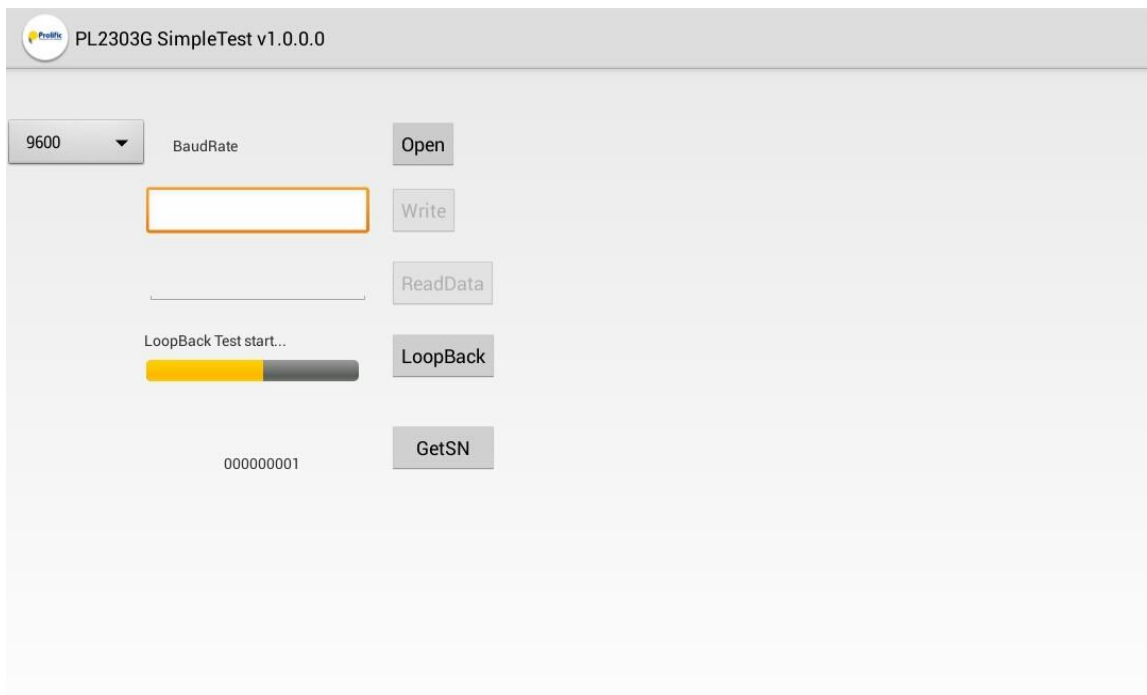 Prolific
PL2303G SimpleTest v1.0.0.0
9600
BaudRate
Open
Write
ReadData
LoopBack Test start...
LoopBack
000000001
GetSN